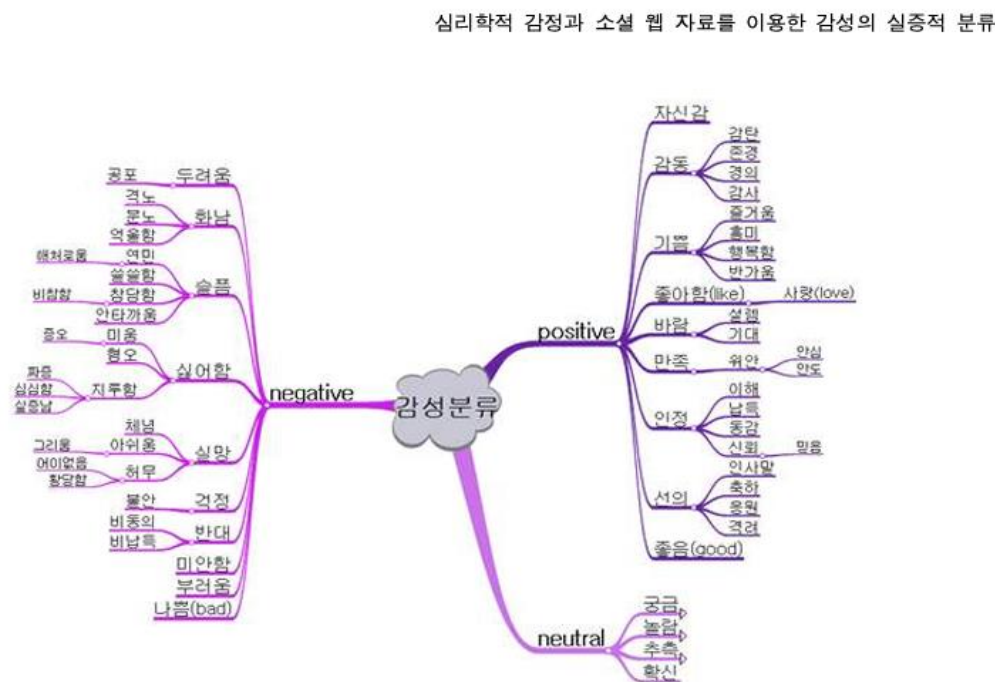 심리학적 감정과 소셜 웹 자료를 이용한 감성의 실증적 분류
감성분류
positive
자신감
감동
감탄
존경
경의
감사
기쁨
즐거움
흥미
행복함
반가움
좋아함(like)
사랑(love)
바람
설렘
기대
만족
위안
안심
안도
인정
이해
납득
동감
신뢰
믿음
선의
인사말
축하
응원
격려
좋음(good)
negative
두려움
공포
화남
격노
분노
억울함
슬픔
연민
애처로움
쓸쓸함
참담함
비참함
안타까움
싫어함
미움
증오
혐오
지루함
짜증
심심함
싫증남
실망
체념
아쉬움
그리움
허무
어이없음
황당함
걱정
불안
반대
비동의
비납득
미안함
부러움
나쁨(bad)
neutral
궁금
놀람
추측
확신